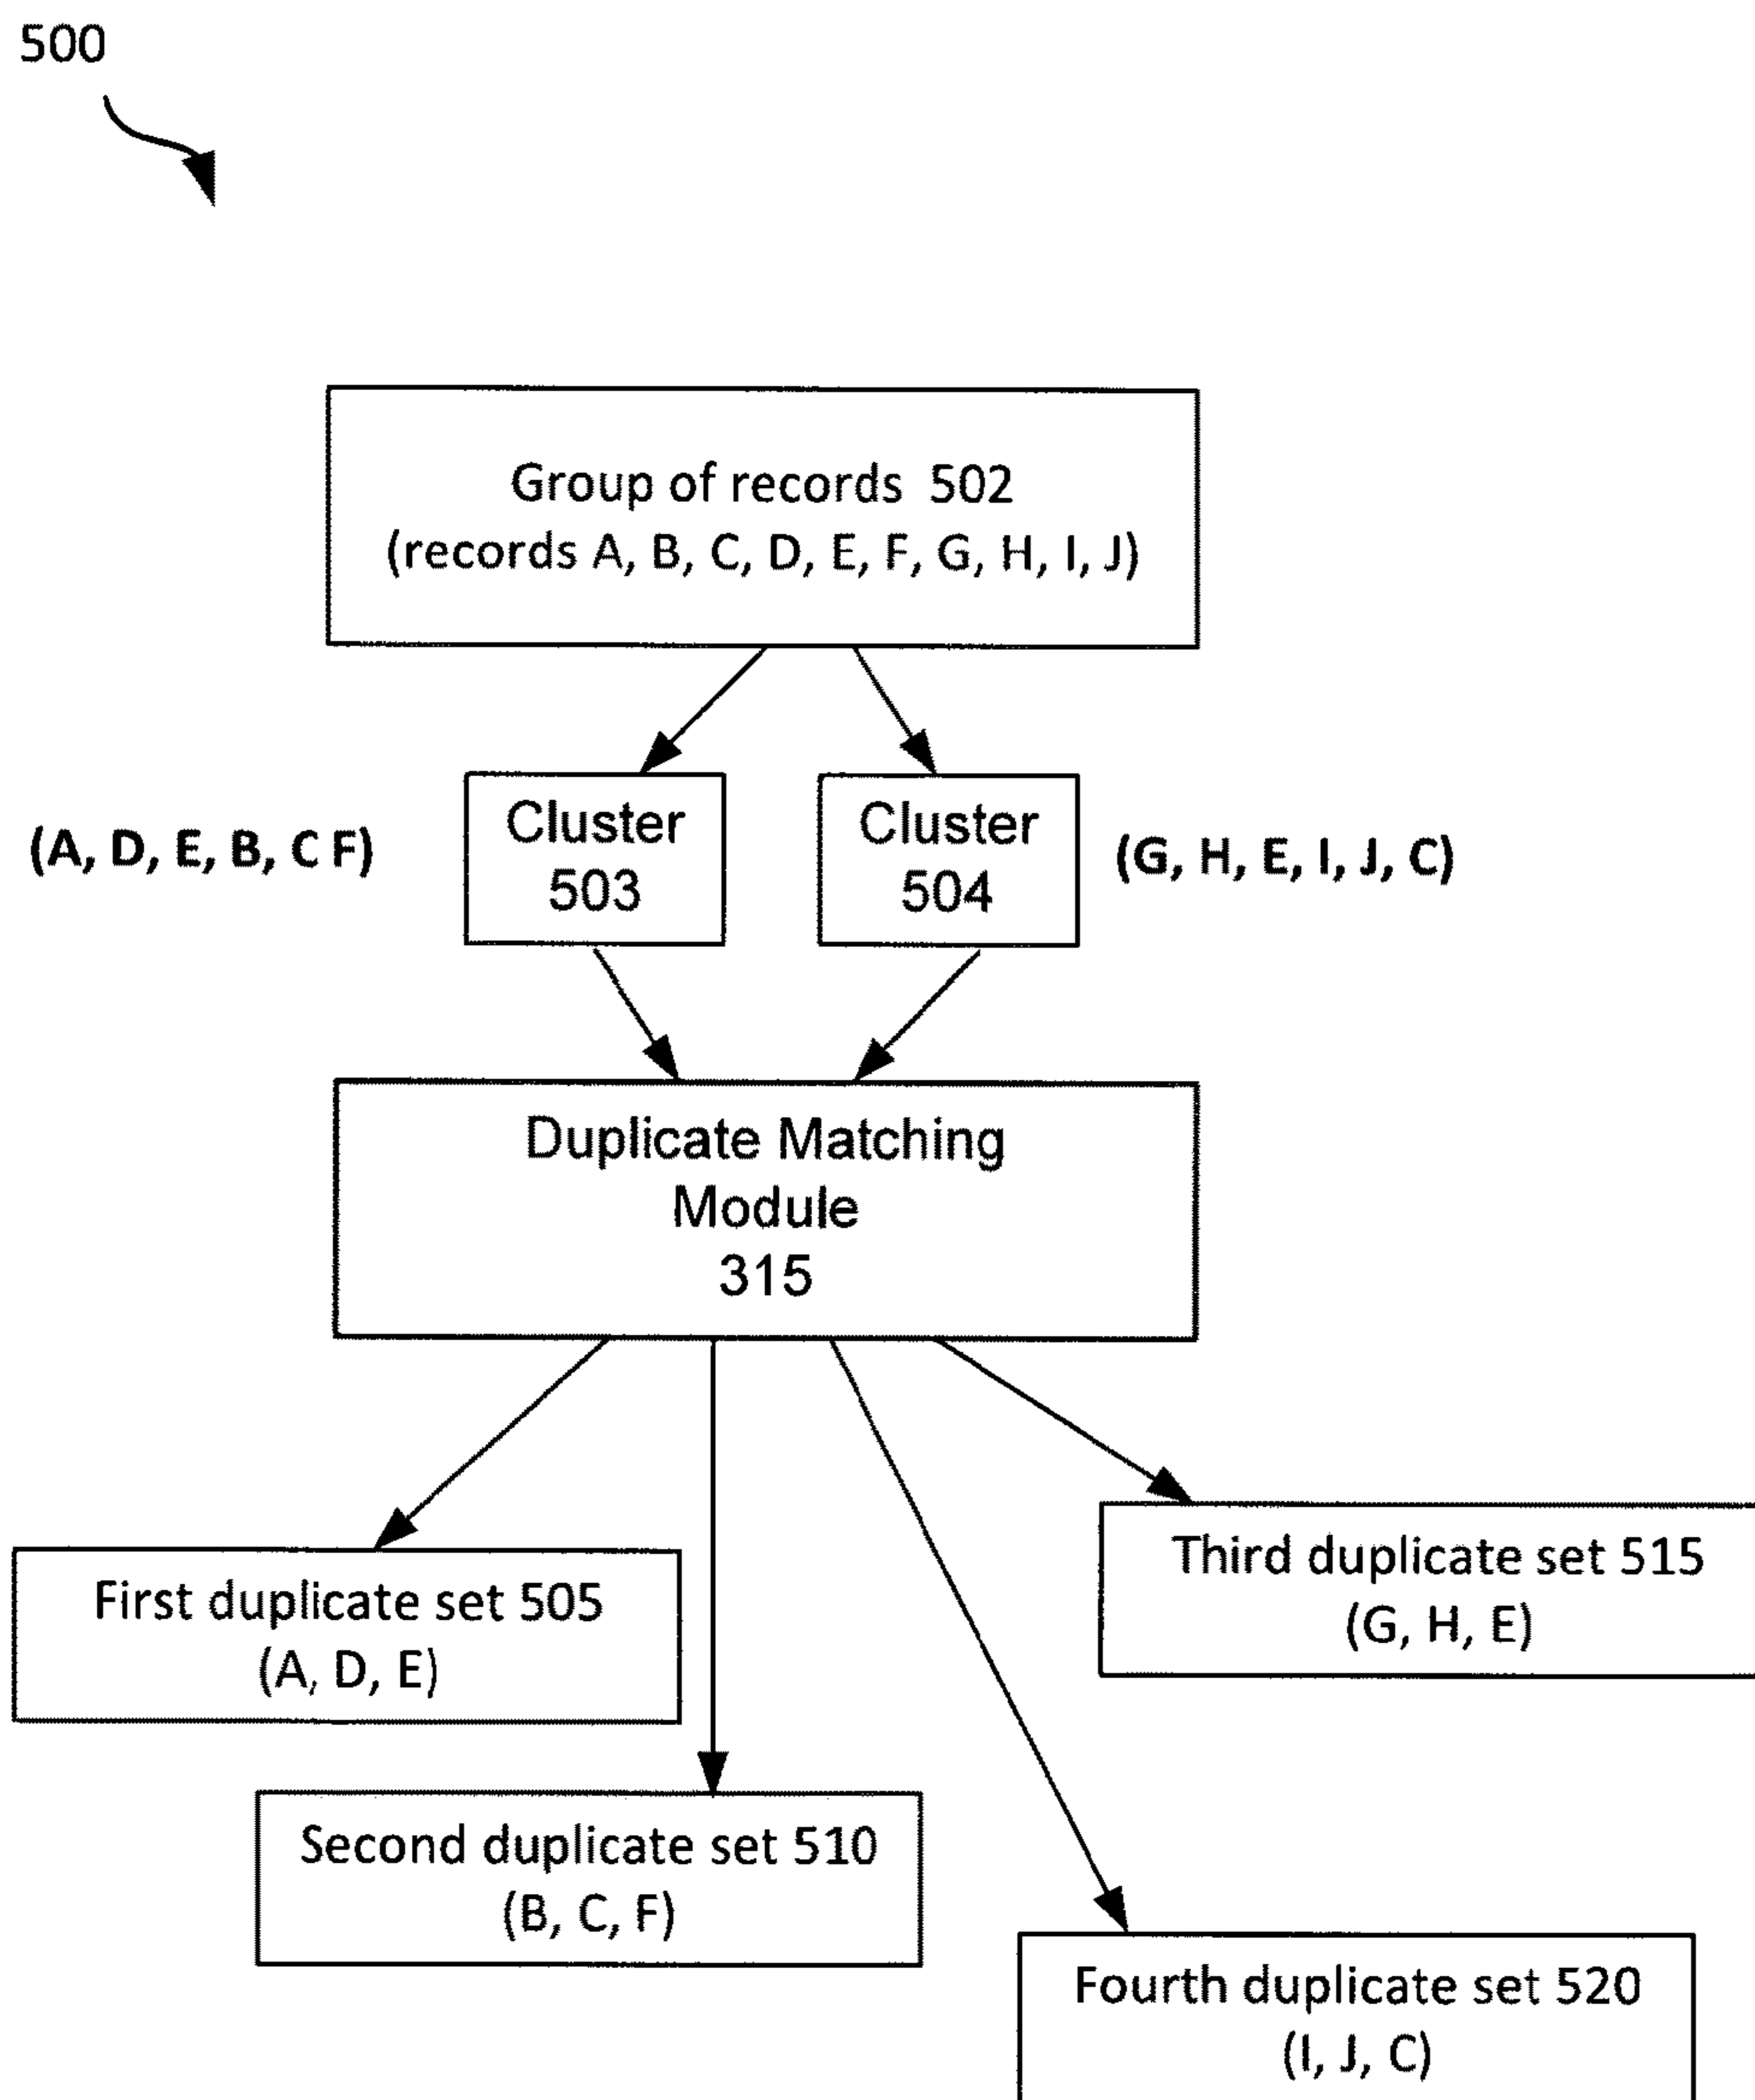 500
Group of records 502
(records A, B, C, D, E, F, G, H, I, J)
(A, D, E, B, C F)
Cluster
503
Cluster
504
(G, H, E, I, J, C)
Duplicate Matching
Module
315
First duplicate set 505
(A, D, E)
Third duplicate set 515
(G, H, E)
Second duplicate set 510
(B, C, F)
Fourth duplicate set 520
(I, J, C)